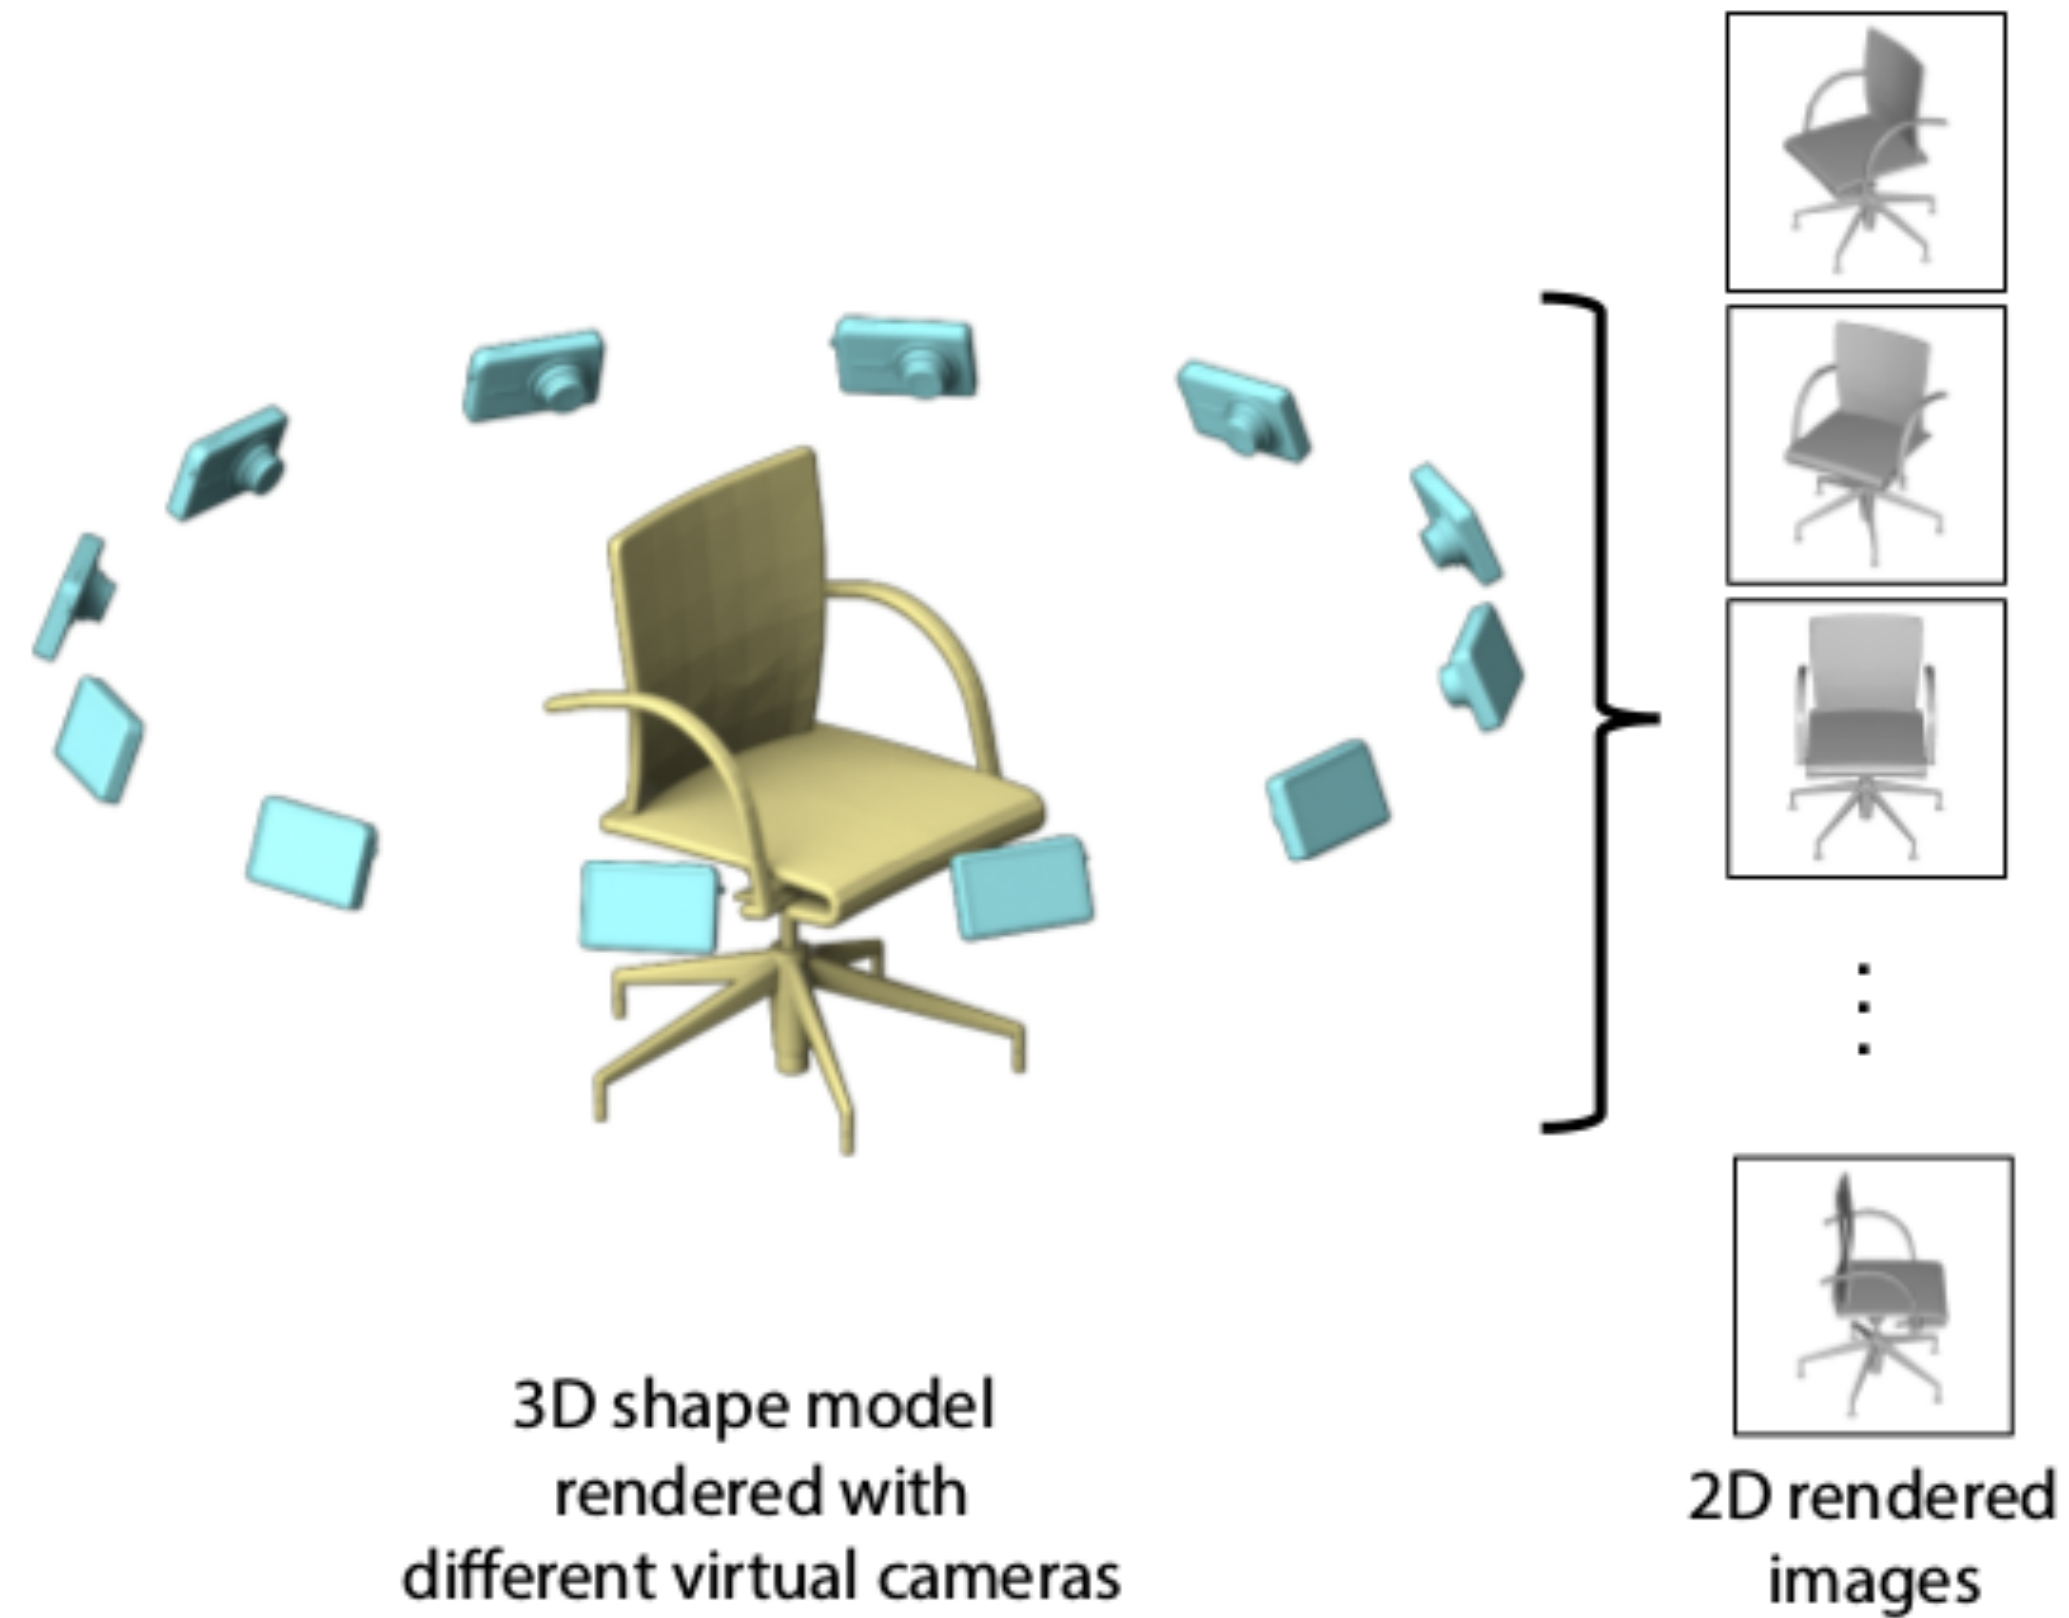 3D shape model
rendered with
different virtual cameras
2D rendered
images